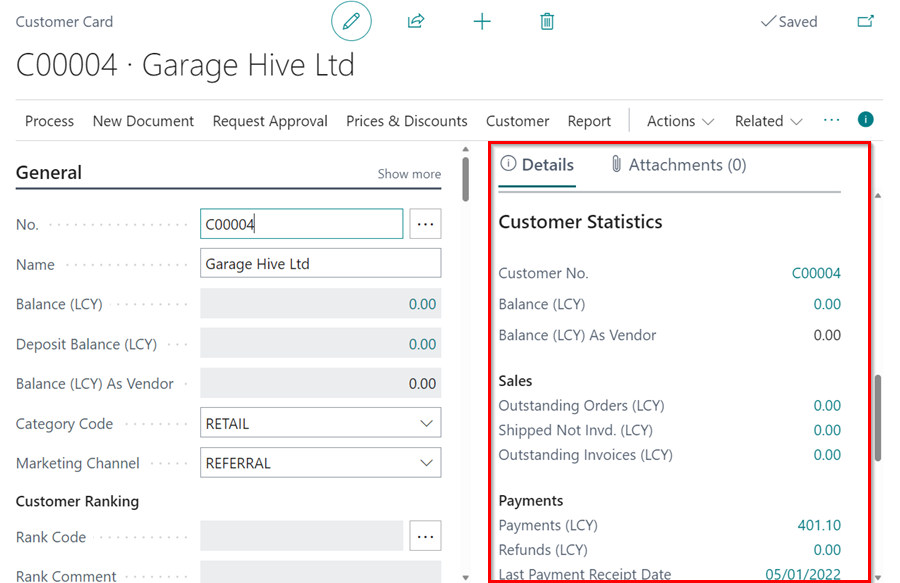 Customer Card
Saved
C00004 · Garage Hive Ltd
Process New Document Request Approval Prices & Discounts Customer Report Actions Related ...
General Show more
No. C00004 ...
Name Garage Hive Ltd
Balance (LCY) 0.00
Deposit Balance (LCY) 0.00
Balance (LCY) As Vendor 0.00
Category Code RETAIL
Marketing Channel REFERRAL
Customer Ranking
Rank Code ...
Rank Comment
Details Attachments (0)
Customer Statistics
Customer No. C00004
Balance (LCY) 0.00
Balance (LCY) As Vendor 0.00
Sales
Outstanding Orders (LCY) 0.00
Shipped Not Invd. (LCY) 0.00
Outstanding Invoices (LCY) 0.00
Payments
Payments (LCY) 401.10
Refunds (LCY) 0.00
Last Payment Receipt Date 05/01/2022